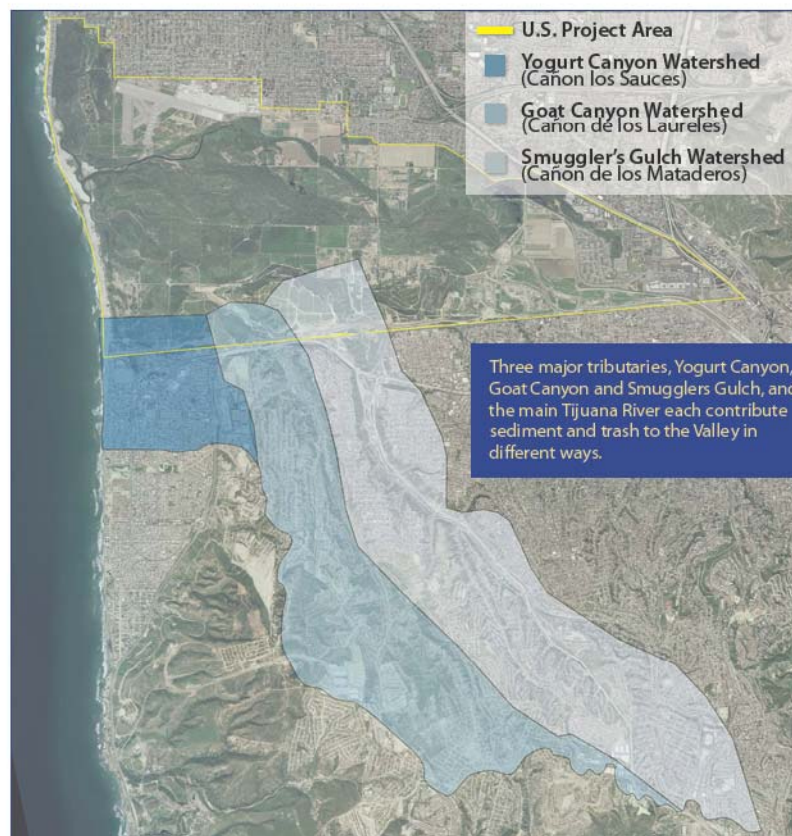 U.S. Project Area
Yogurt Canyon Watershed
(Cañon los Sauces)
Goat Canyon Watershed
(Cañon de los Laureles)
Smuggler's Gulch Watershed
(Cañon de los Mataderos)
Three major tributaries, Yogurt Canyon,
Goat Canyon and Smugglers Gulch, and
the main Tijuana River each contribute
sediment and trash to the Valley in
different ways.